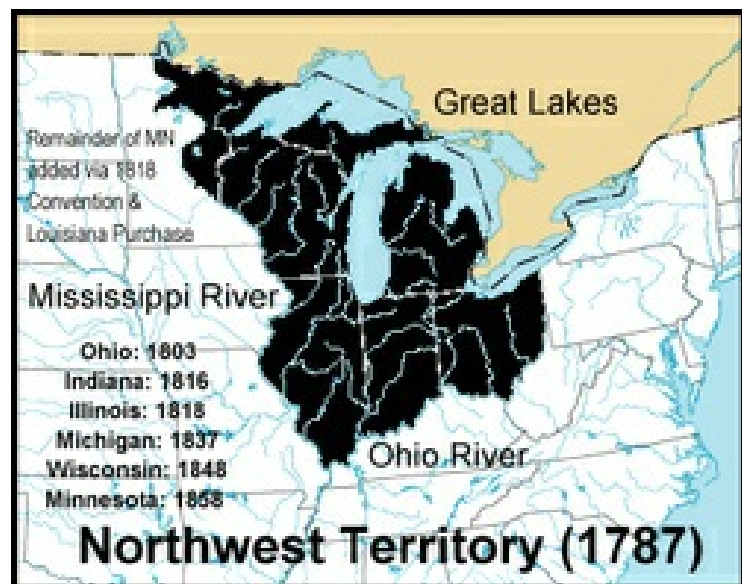 Great Lakes
Remainder of MN
added via 1818
Convention &
Louisiana Purchase
Mississippi River
Ohio: 1803
Indiana: 1816
Illinois: 1818
Michigan: 1837
Wisconsin: 1848
Minnesota: 1858
Ohio River
Northwest Territory (1787)